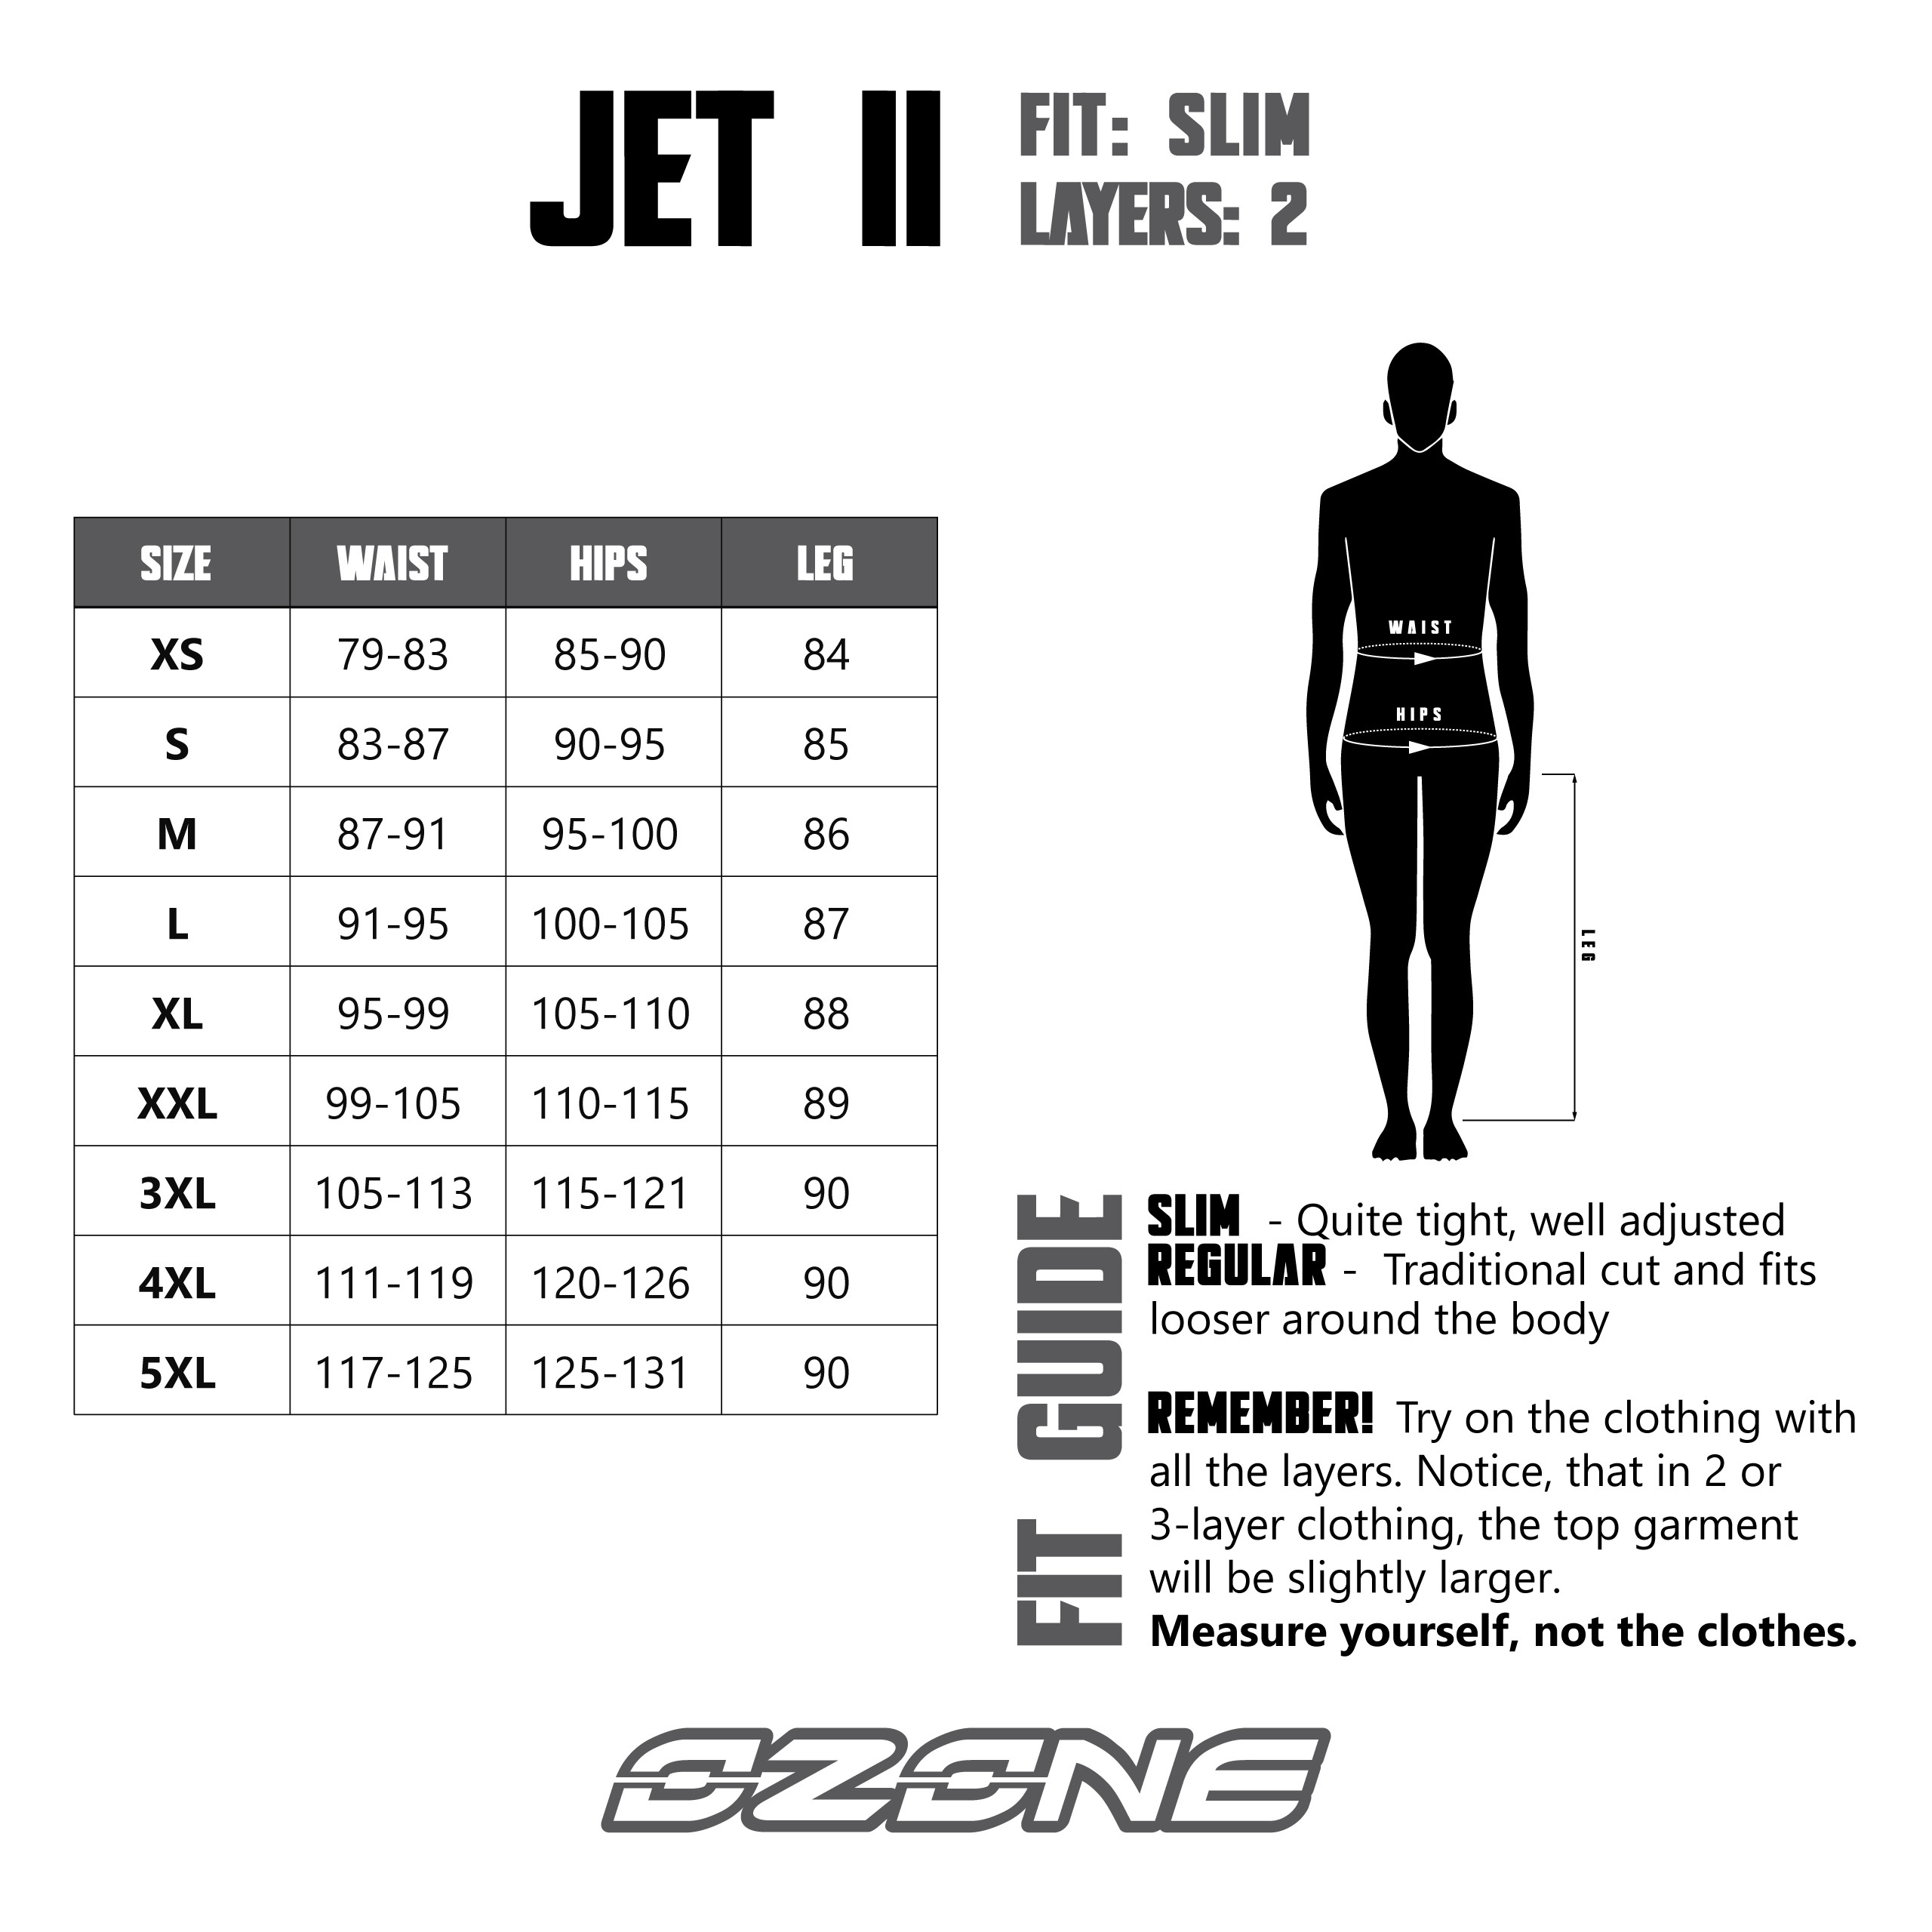 JET II
FIT: SLIM
LAYERS: 2
SIZE WAIST HIPS LEG
XS 79-83 85-90 84
S 83-87 90-95 85
M 87-91 95-100 86
L 91-95 100-105 87
XL 95-99 105-110 88
XXL 99-105 110-115 89
3XL 105-113 115-121 90
4XL 111-119 120-126 90
5XL 117-125 125-131 90
WAIST
HIPS
LEG
FIT GUIDE
SLIM - Quite tight, well adjusted
REGULAR - Traditional cut and fits
looser around the body
REMEMBER! Try on the clothing with
all the layers. Notice, that in 2 or
3-layer clothing, the top garment
will be slightly larger.
Measure yourself, not the clothes.
OZONE